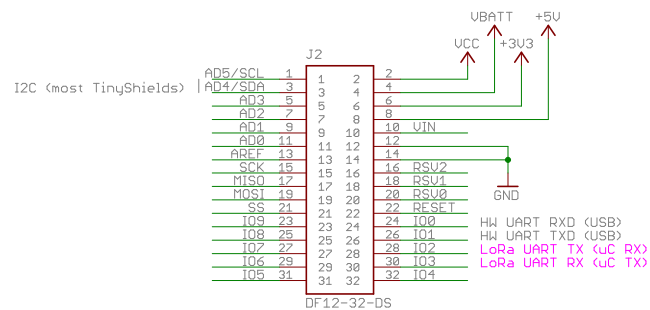 VBATT +5V
VCC +3V3
J2
AD5/SCL 1 1 2 2
I2C (most TinyShields) |AD4/SDA 3 3 4 4
AD3 5 5 6 6
AD2 7 7 8 8
AD1 9 9 10 10 VIN
AD0 11 11 12 12
AREF 13 13 14 14
SCK 15 15 16 16 RSV2
MISO 17 17 18 18 RSV1
MOSI 19 19 20 20 RSV0
GND
SS 21 21 22 22 RESET
IO9 23 23 24 24 IO0 HW UART RXD (USB)
IO8 25 25 26 26 IO1 HW UART TXD (USB)
IO7 27 27 28 28 IO2 LoRa UART TX (uC RX)
IO6 29 29 30 30 IO3 LoRa UART RX (uC TX)
IO5 31 31 32 32 IO4
DF12-32-DS